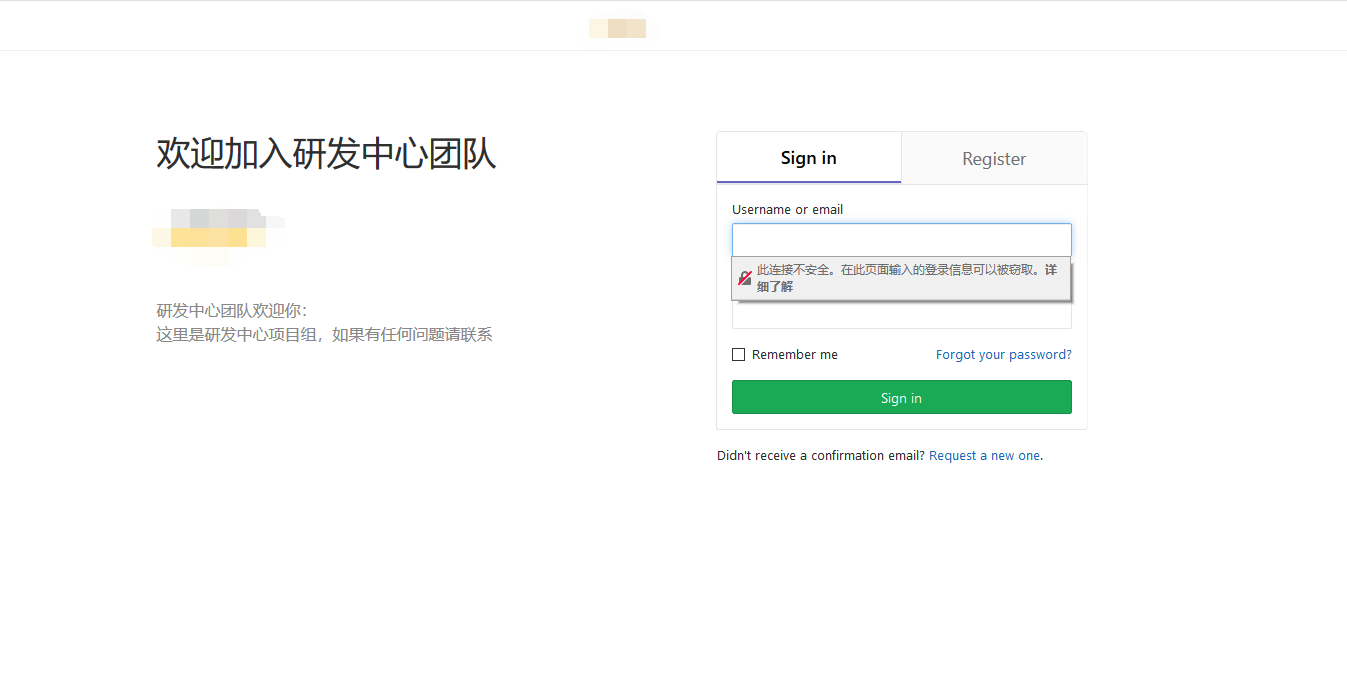 欢迎加入研发中心团队
研发中心团队欢迎你：
这里是研发中心项目组，如果有任何问题请联系
Sign in
Register
Username or email
此连接不安全。在此页面输入的登录信息可以被窃取。详
细了解
Remember me
Forgot your password?
Sign in
Didn't receive a confirmation email? Request a new one.